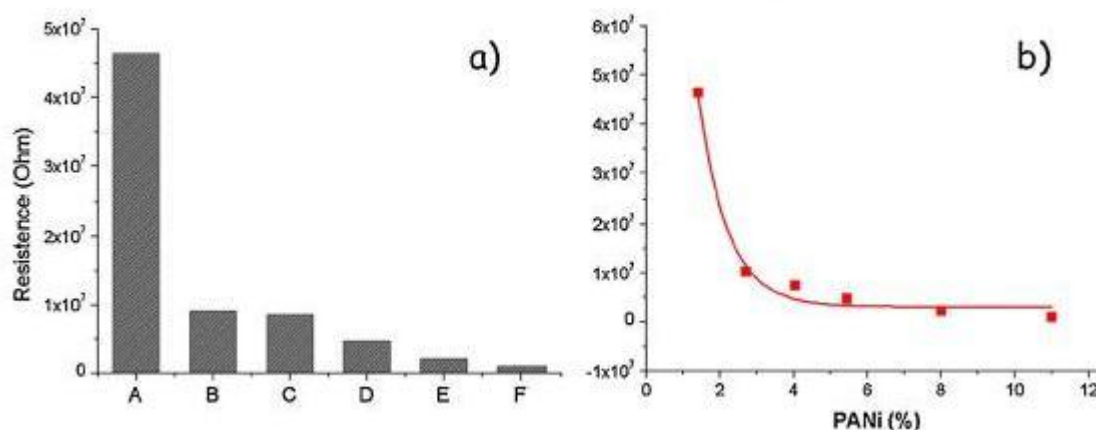 a)
Resistence (Ohm)
5x10⁷
4x10⁷
3x10⁷
2x10⁷
1x10⁷
0
A B C D E F
b)
6x10⁷
5x10⁷
4x10⁷
3x10⁷
2x10⁷
1x10⁷
0
-1x10⁷
0 2 4 6 8 10 12
PANi (%)